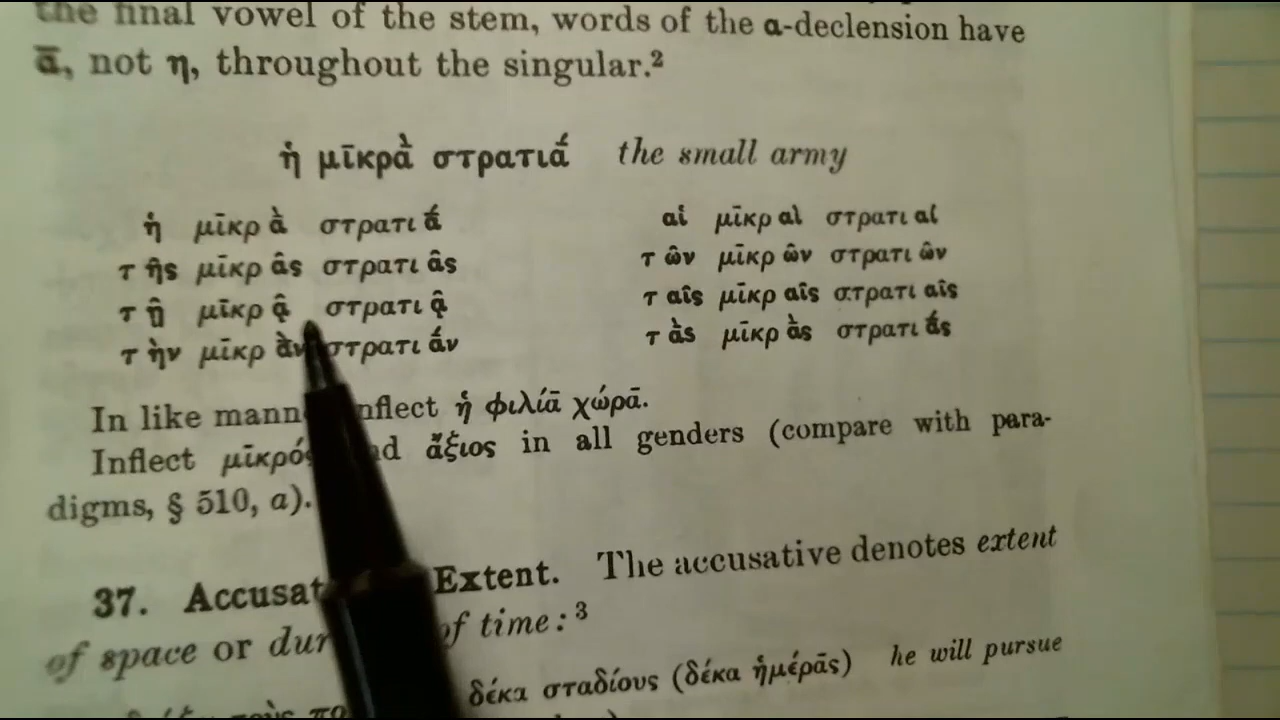 the final vowel of the stem, words of the α-declension have
ᾱ, not η, throughout the singular.²
ἡ μῑκρᾱ̀ στρατιᾱ́ the small army
ἡ μῑκρ ᾱ̀ στρατι ᾱ́ αἱ μῑκρ αὶ στρατι αί
τ ῆς μῑκρ ᾶς στρατι ᾶς τ ῶν μῑκρ ῶν στρατι ῶν
τ ῇ μῑκρ ᾷ στρατι ᾷ τ αῖς μῑκρ αῖς στρατι αῖς
τ ὴν μῑκρ ᾱ̀ν στρατι ᾱ́ν τ ᾱ̀ς μῑκρ ᾱ̀ς στρατι ᾱ́ς
In like mann nflect ἡ φιλίᾱ χώρᾱ.
Inflect μῑκρός d ἄξιος in all genders (compare with para-
digms, § 510, a).
37. Accusat Extent. The accusative denotes extent
of space or dur of time:³
δέκα σταδίους (δέκα ἡμέρᾱς) he will pursue